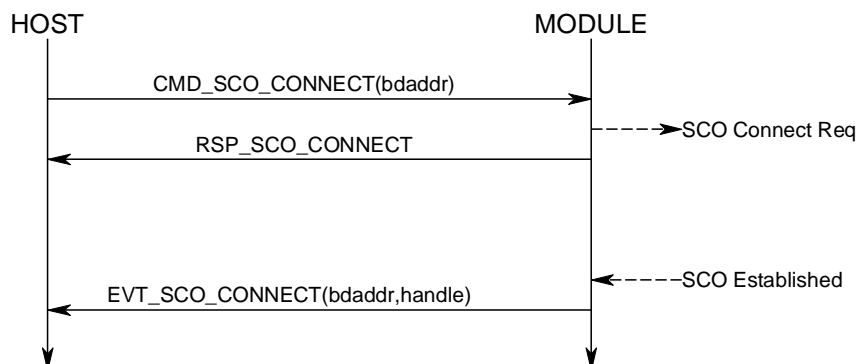 HOST
MODULE
CMD_SCO_CONNECT(bdaddr)
SCO Connect Req
RSP_SCO_CONNECT
SCO Established
EVT_SCO_CONNECT(bdaddr,handle)